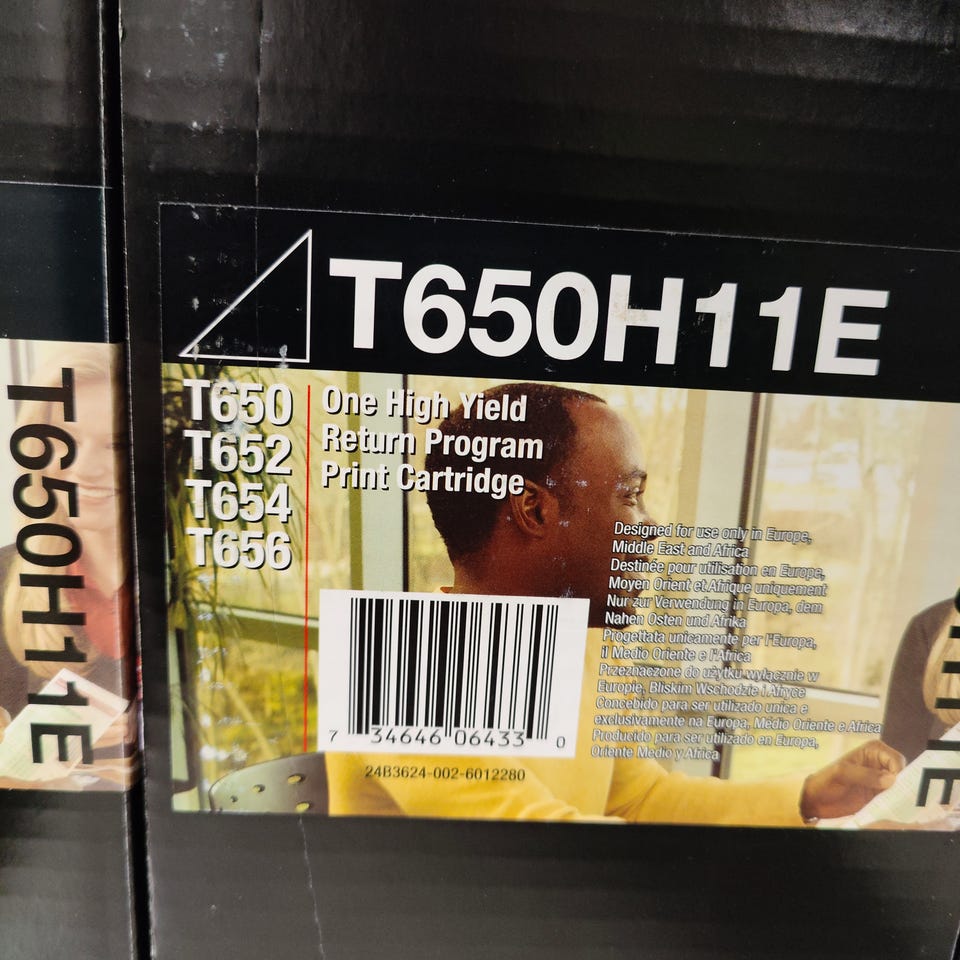 T650H11E
T650H11E
T650
T652
T654
T656
One High Yield
Return Program
Print Cartridge
Designed for use only in Europe,
Middle East and Africa
Destinée pour utilisation en Europe,
Moyen Orient et Afrique uniquement
Nur zur Verwendung in Europa, dem
Nahen Osten und Afrika
Progettata unicamente per l'Europa,
il Medio Oriente e l'Africa
Przeznaczone do użytku wyłącznie w
Europie, Bliskim Wschodzie i Afryce
Concebido para ser utilizado unica e
exclusivamente na Europa, Médio Oriente e Africa
Producido para ser utilizado en Europa,
Oriente Medio y Africa
7 34646 06433 0
24B3624-002-6012280